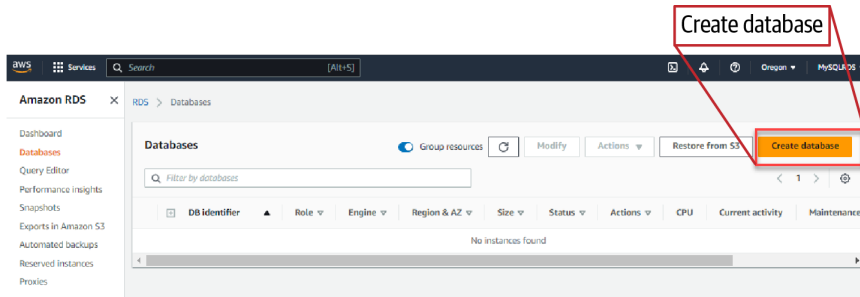 Create database
aws
Services
Search
[Alt+S]
Oregon
MySQLRDS
Amazon RDS
RDS > Databases
Dashboard
Databases
Query Editor
Performance insights
Snapshots
Exports in Amazon S3
Automated backups
Reserved instances
Proxies
Databases
Group resources
Modify
Actions
Restore from S3
Create database
Filter by databases
1
DB identifier
Role
Engine
Region & AZ
Size
Status
Actions
CPU
Current activity
Maintenance
No instances found